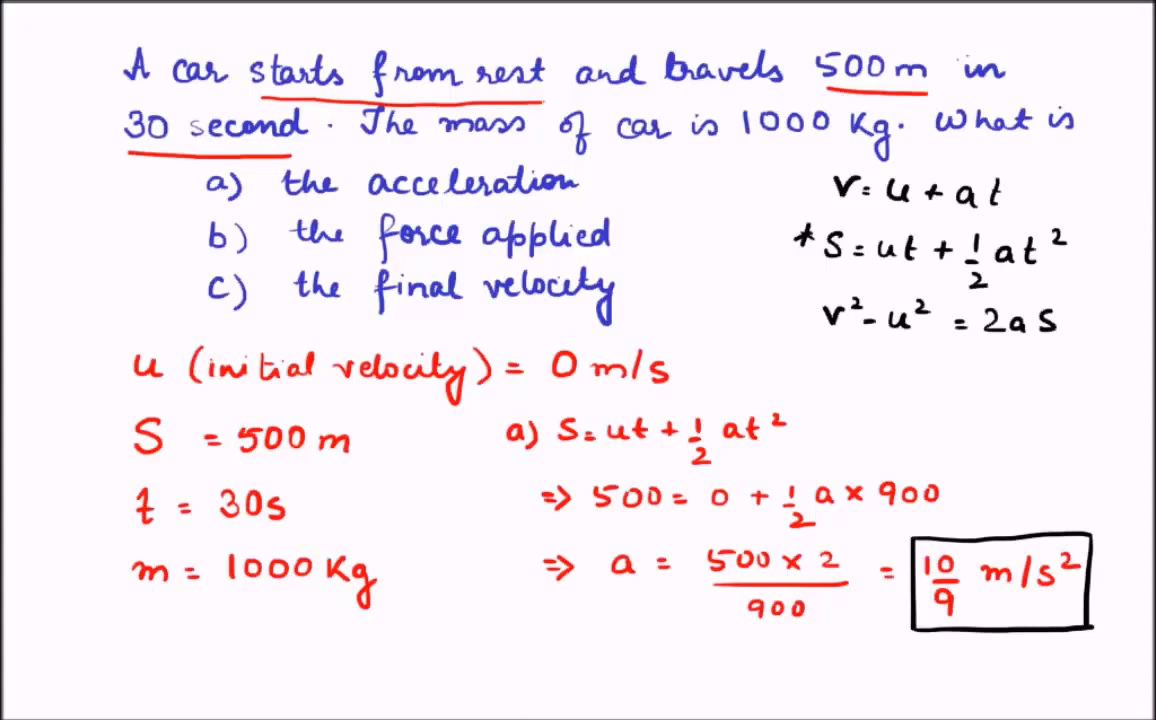 A car starts from rest and travels 500 m in
30 second. The mass of car is 1000 Kg. What is
a) the acceleration
b) the force applied
c) the final velocity
v = u + at
* S = ut + 1/2 at²
v² - u² = 2as
u (initial velocity) = 0 m/s
S = 500 m
t = 30s
m = 1000 Kg
a) S = ut + 1/2 at²
=> 500 = 0 + 1/2 a × 900
=> a = 500 × 2 / 900 = 10/9 m/s²